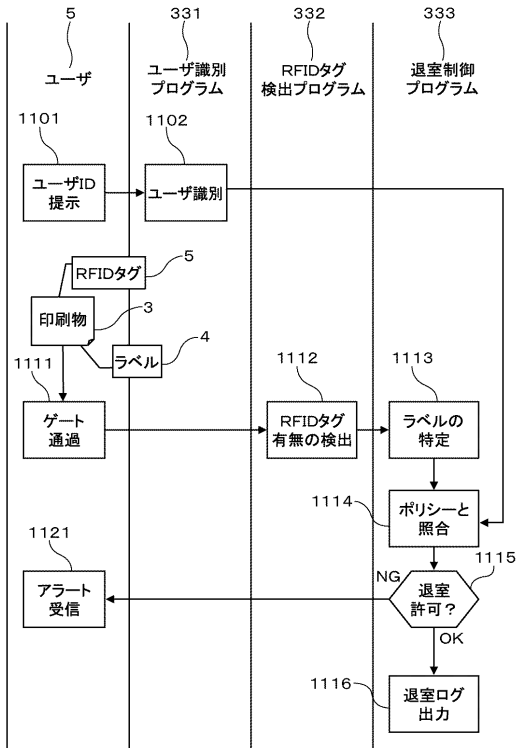 5
331
332
333
ユーザ
ユーザ識別
プログラム
RFIDタグ
検出プログラム
退室制御
プログラム
1101
1102
ユーザID
提示
ユーザ識別
RFIDタグ
5
印刷物
3
ラベル
4
1111
1112
1113
ゲート
通過
RFIDタグ
有無の検出
ラベルの
特定
1114
ポリシーと
照合
1121
1115
アラート
受信
NG
退室
許可？
OK
1116
退室ログ
出力